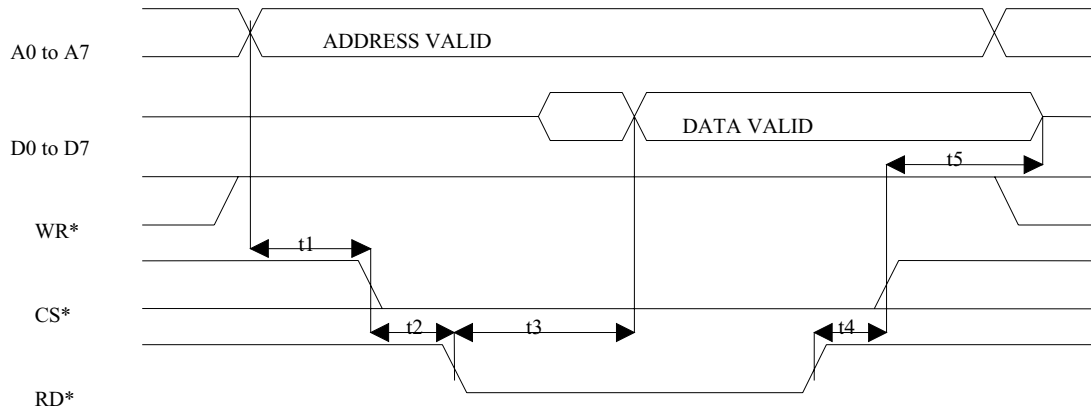 ADDRESS VALID
A0 to A7
DATA VALID
D0 to D7
t5
WR*
t1
CS*
t2 t3 t4
RD*